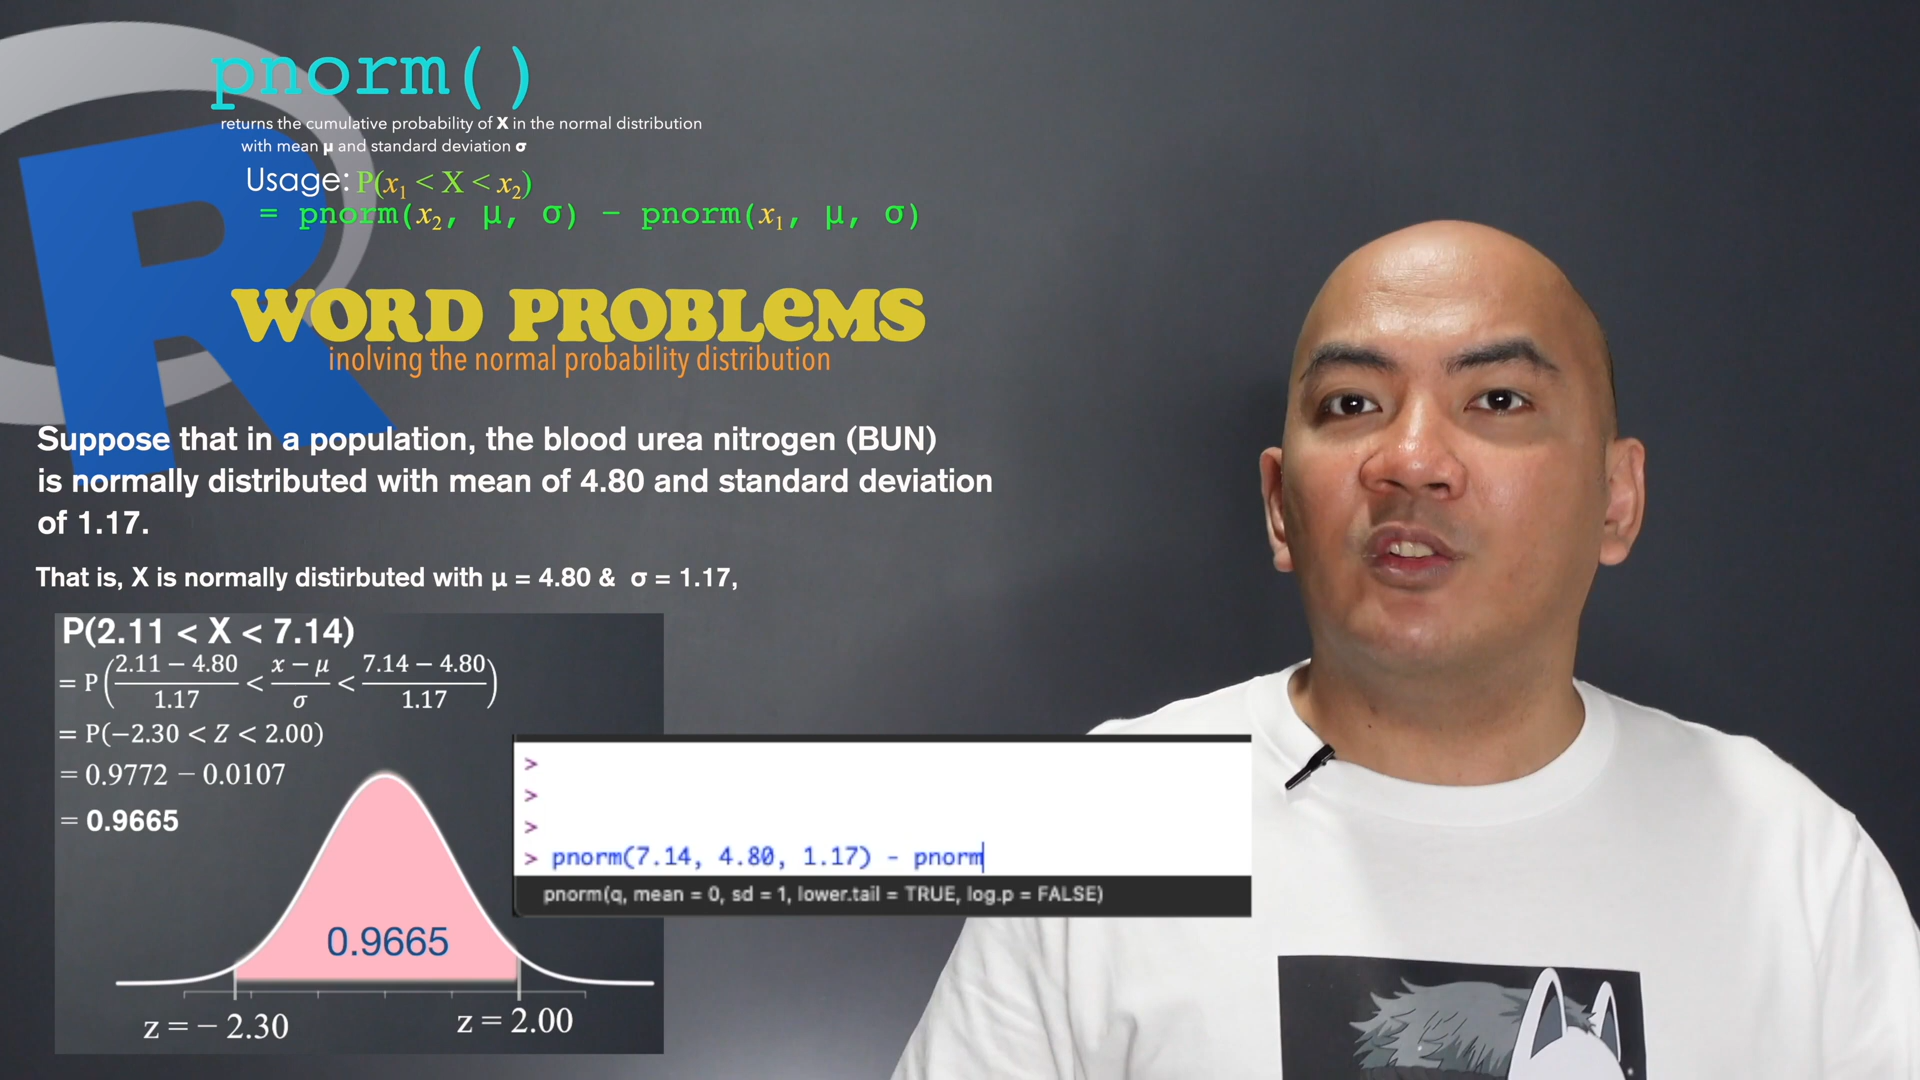 pnorm()
returns the cumulative probability of X in the normal distribution
with mean μ and standard deviation σ
Usage: P(x₁ < X < x₂)
= pnorm(x₂, μ, σ) − pnorm(x₁, μ, σ)
WORD PROBLeMS
inolving the normal probability distribution
Suppose that in a population, the blood urea nitrogen (BUN)
is normally distributed with mean of 4.80 and standard deviation
of 1.17.
That is, X is normally distirbuted with μ = 4.80 & σ = 1.17,
P(2.11 < X < 7.14)
= P((2.11 − 4.80)/1.17 < (x − μ)/σ < (7.14 − 4.80)/1.17)
= P(−2.30 < Z < 2.00)
= 0.9772 − 0.0107
= 0.9665
>
>
>
> pnorm(7.14, 4.80, 1.17) - pnorm
pnorm(q, mean = 0, sd = 1, lower.tail = TRUE, log.p = FALSE)
0.9665
z = − 2.30
z = 2.00
R